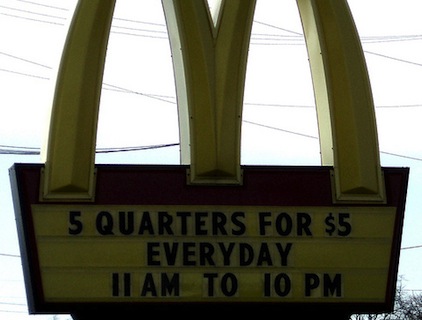 5 QUARTERS FOR $5
EVERYDAY
11 AM TO 10 PM